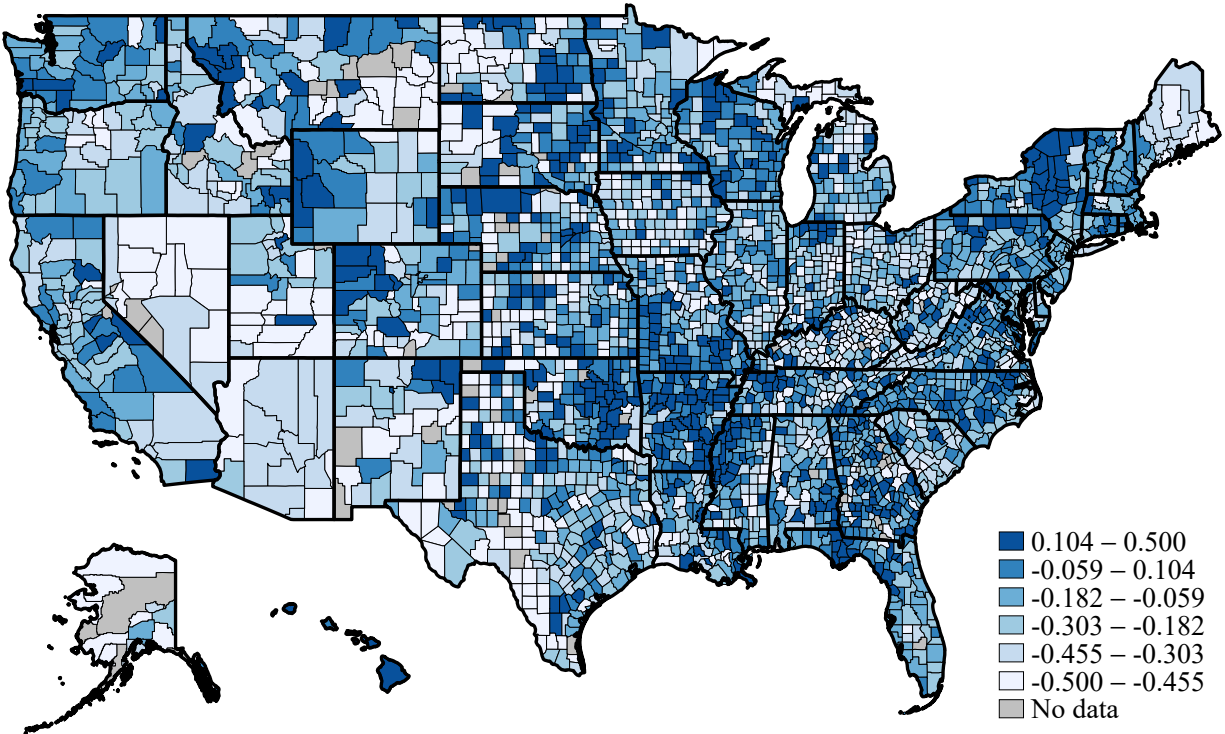 0.104 – 0.500
-0.059 – 0.104
-0.182 – -0.059
-0.303 – -0.182
-0.455 – -0.303
-0.500 – -0.455
No data